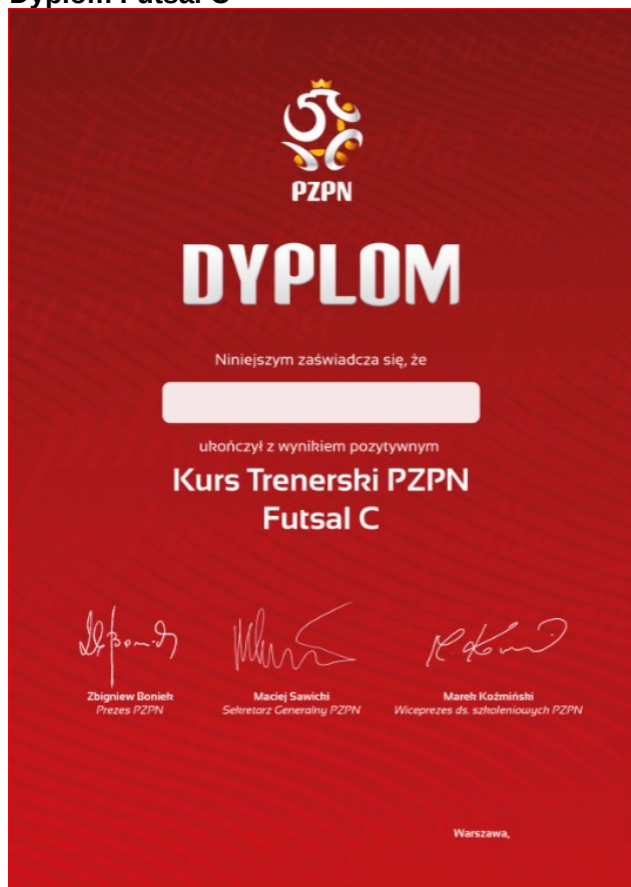 Dyplom Futsal C
PZPN
DYPLOM
Niniejszym zaświadcza się, że
ukończył z wynikiem pozytywnym
Kurs Trenerski PZPN
Futsal C
Zbigniew Boniek
Prezes PZPN
Maciej Sawicki
Sekretarz Generalny PZPN
Marek Koźmiński
Wiceprezes ds. szkoleniowych PZPN
Warszawa,